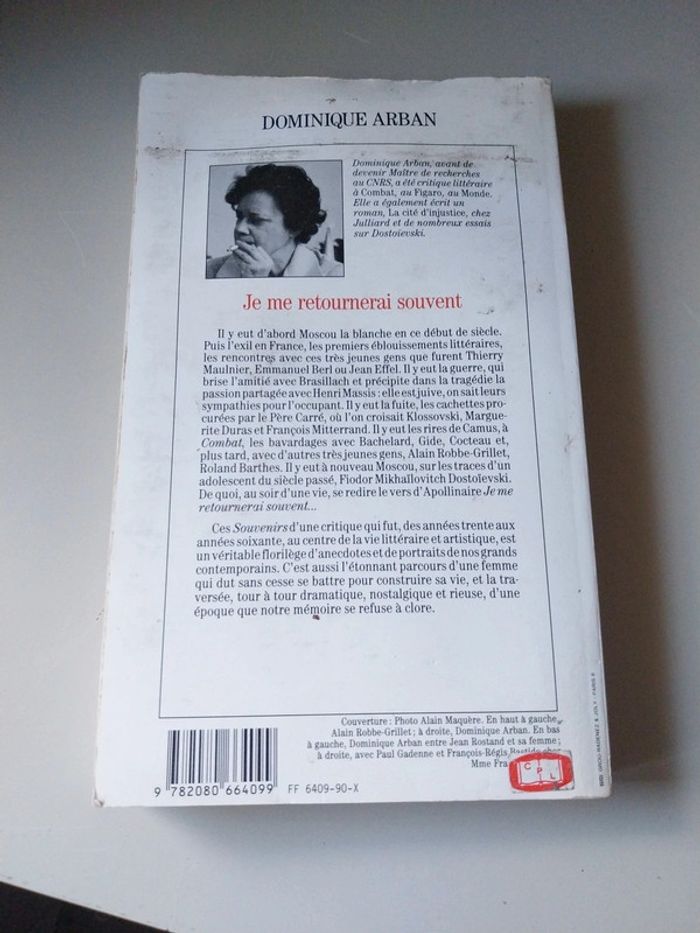 DOMINIQUE ARBAN
Dominique Arban, avant de
devenir Maître de recherches
au CNRS, a été critique littéraire
à Combat, au Figaro, au Monde.
Elle a également écrit un
roman, La cité d'injustice, chez
Julliard et de nombreux essais
sur Dostoïevski.
Je me retournerai souvent
Il y eut d'abord Moscou la blanche en ce début de siècle.
Puis l'exil en France, les premiers éblouissements littéraires,
les rencontres avec ces très jeunes gens que furent Thierry
Maulnier, Emmanuel Berl ou Jean Effel. Il y eut la guerre, qui
brise l'amitié avec Brasillach et précipite dans la tragédie la
passion partagée avec Henri Massis : elle est juive, on sait leurs
sympathies pour l'occupant. Il y eut la fuite, les cachettes pro-
curées par le Père Carré, où l'on croisait Klossovski, Margue-
rite Duras et François Mitterrand. Il y eut les rires de Camus, à
Combat, les bavardages avec Bachelard, Gide, Cocteau et,
plus tard, avec d'autres très jeunes gens, Alain Robbe-Grillet,
Roland Barthes. Il y eut à nouveau Moscou, sur les traces d'un
adolescent du siècle passé, Fiodor Mikhaïlovitch Dostoïevski.
De quoi, au soir d'une vie, se redire le vers d'Apollinaire Je me
retournerai souvent...
Ces Souvenirs d'une critique qui fut, des années trente aux
années soixante, au centre de la vie littéraire et artistique, est
un véritable florilège d'anecdotes et de portraits de nos grands
contemporains. C'est aussi l'étonnant parcours d'une femme
qui dut sans cesse se battre pour construire sa vie, et la tra-
versée, tour à tour dramatique, nostalgique et rieuse, d'une
époque que notre mémoire se refuse à clore.
Couverture : Photo Alain Maquère. En haut à gauche,
Alain Robbe-Grillet ; à droite, Dominique Arban. En bas
à gauche, Dominique Arban entre Jean Rostand et sa femme ;
à droite, avec Paul Gadenne et François-Régis Bastide chez
Mme Fra
CPL
9 782080 664099 FF 6409-90-X